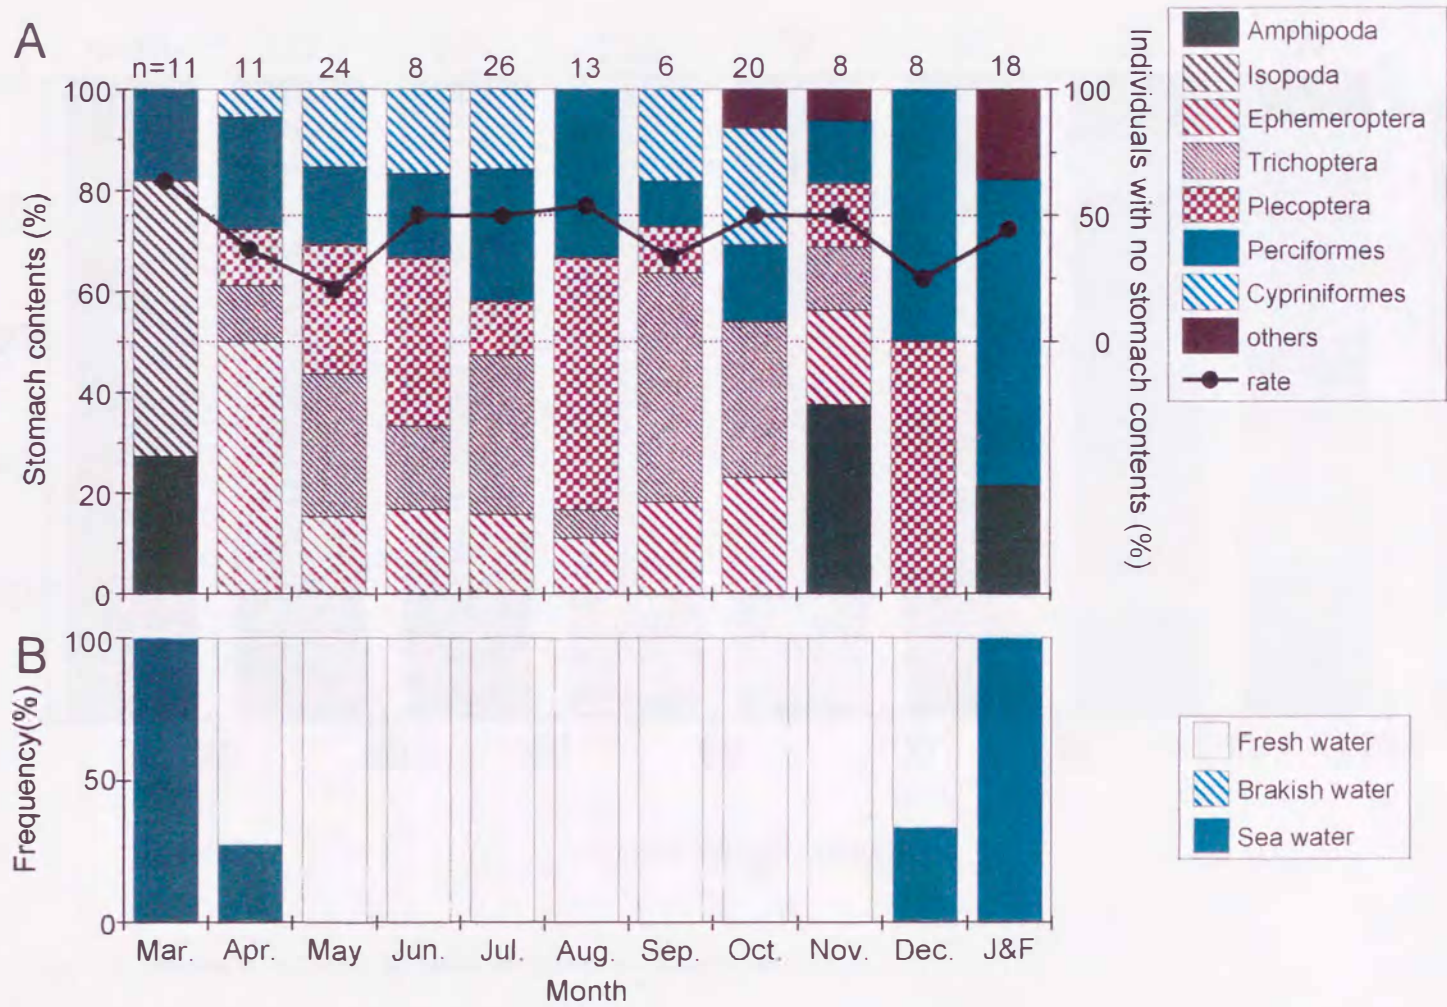 A
n=11 11 24 8 26 13 6 20 8 8 18
Stomach contents (%)
100
80
60
40
20
0
100
50
0
Individuals with no stomach contents (%)
Amphipoda
Isopoda
Ephemeroptera
Trichoptera
Plecoptera
Perciformes
Cypriniformes
others
rate
B
Frequency(%)
100
50
0
Fresh water
Brakish water
Sea water
Mar. Apr. May Jun. Jul. Aug. Sep. Oct. Nov. Dec. J&F
Month